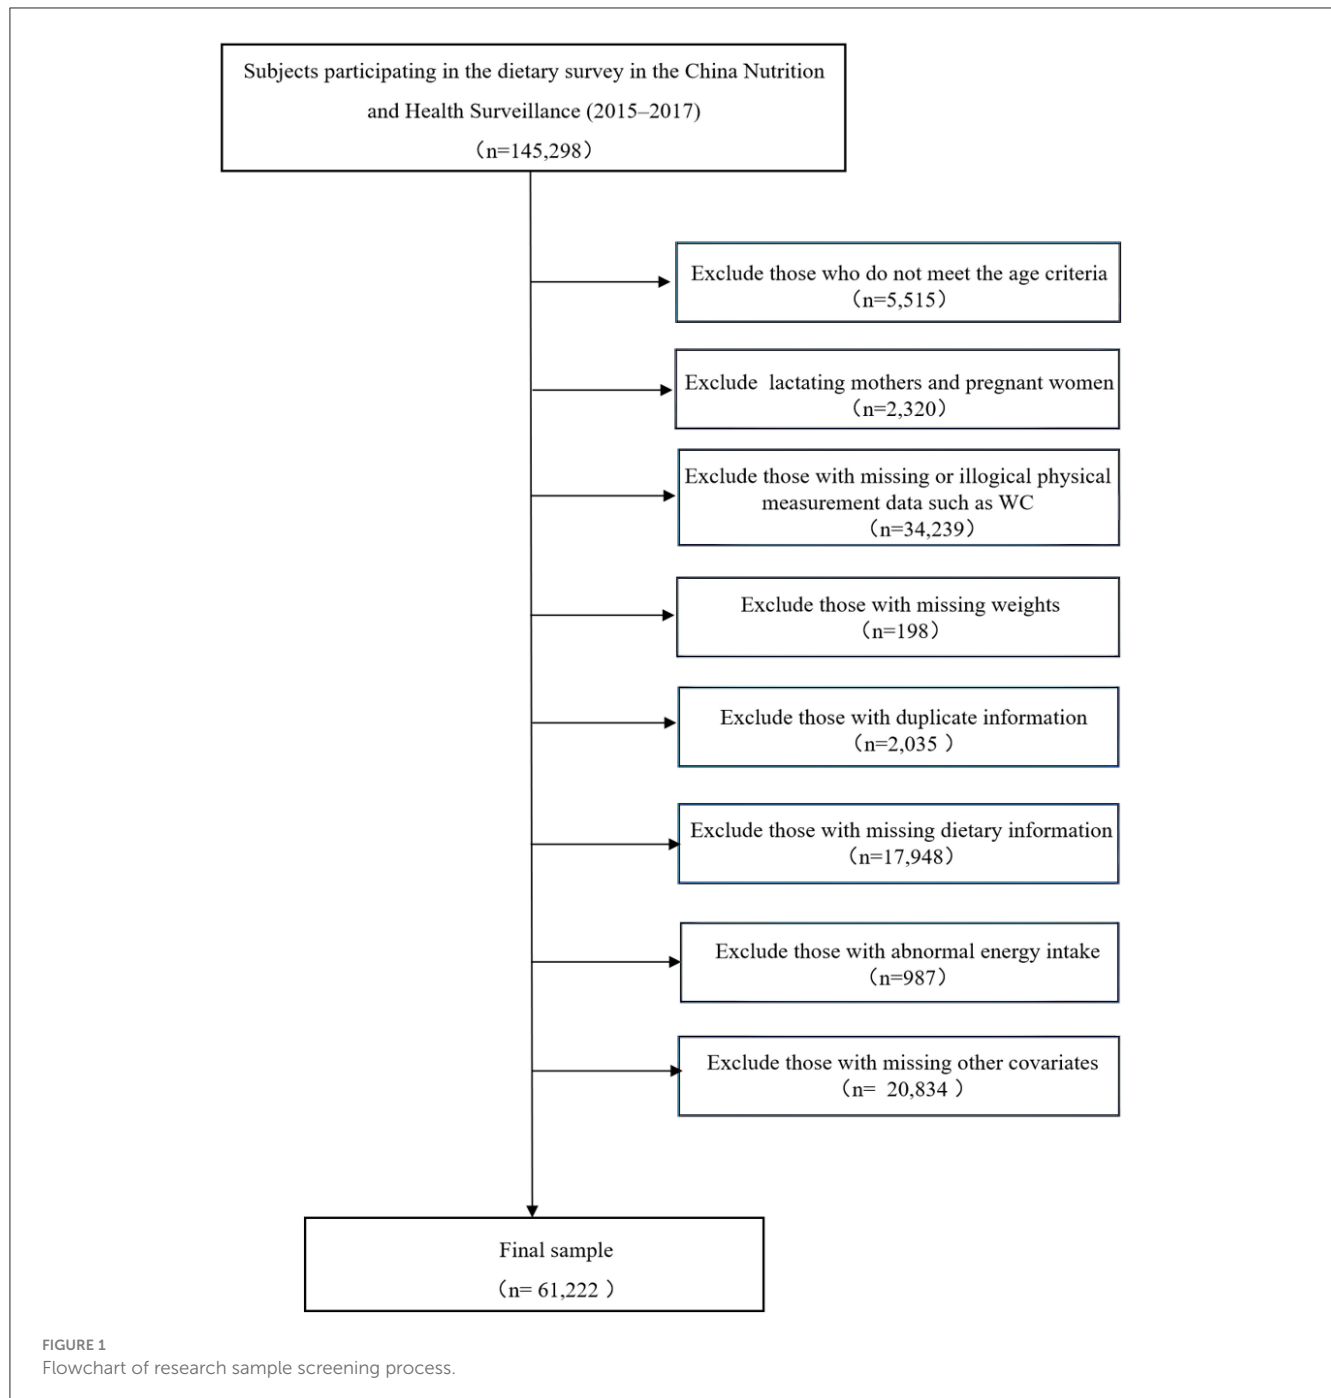 Subjects participating in the dietary survey in the China Nutrition
and Health Surveillance (2015–2017)
（n=145,298）
Exclude those who do not meet the age criteria
（n=5,515）
Exclude lactating mothers and pregnant women
（n=2,320）
Exclude those with missing or illogical physical
measurement data such as WC
（n=34,239）
Exclude those with missing weights
（n=198）
Exclude those with duplicate information
（n=2,035 ）
Exclude those with missing dietary information
（n=17,948）
Exclude those with abnormal energy intake
（n=987）
Exclude those with missing other covariates
（n= 20,834 ）
Final sample
（n= 61,222 ）
FIGURE 1
Flowchart of research sample screening process.